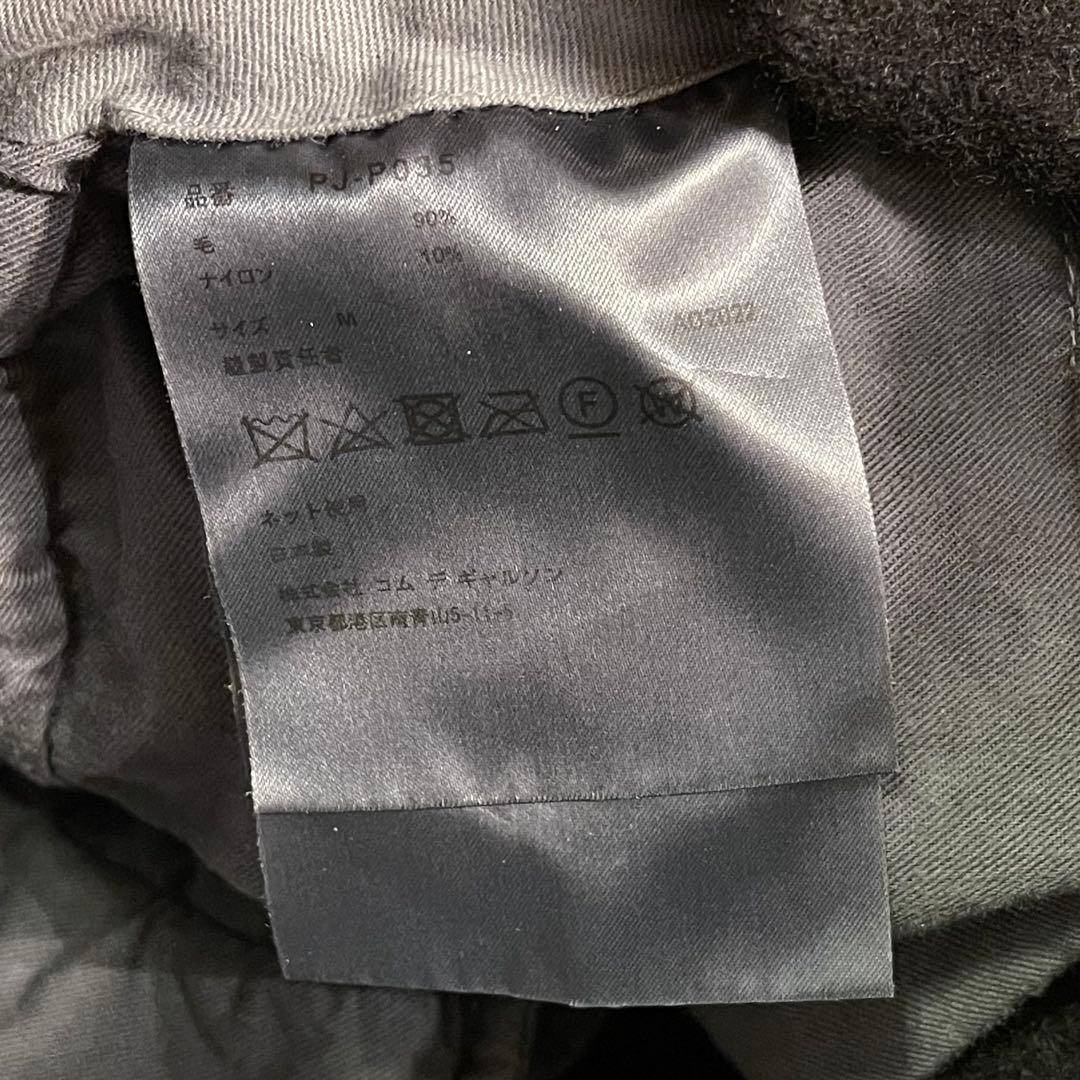 品番 PJ-P035
毛 90%
ナイロン 10%
サイズ M AD2022
縫製責任者
F W
ネット使用
日本製
株式会社 コム デ ギャルソン
東京都港区南青山5-11-5